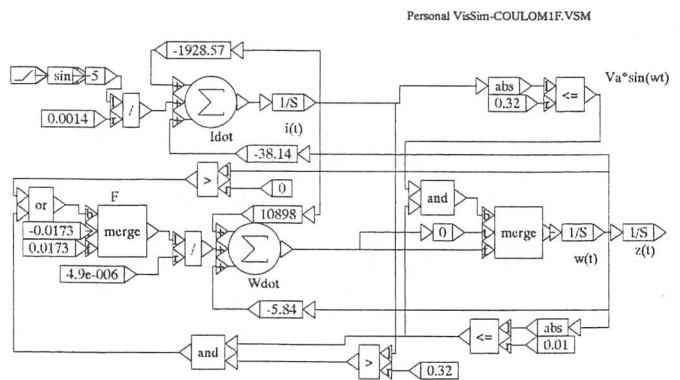 Personal VisSim-COULOM1F.VSM
-1928.57
sin
5
abs
Va*sin(wt)
0.32
<=
0.0014
/
Σ
1/S
Idot
i(t)
-38.14
>
0
or
F
and
-0.0173
merge
10898
0
merge
1/S
1/S
0.0173
/
Σ
w(t)
z(t)
4.9e-006
Wdot
-5.84
abs
<=
0.01
and
>
0.32